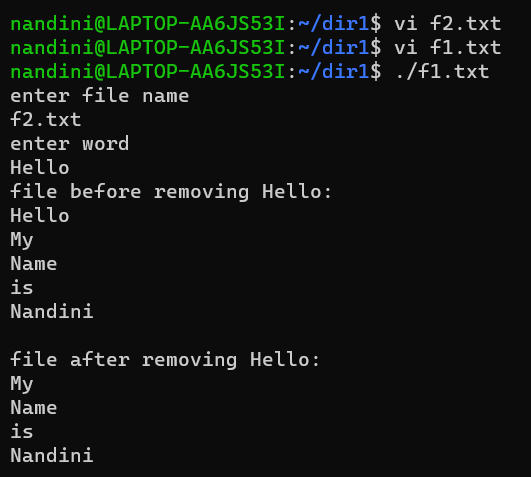 nandini@LAPTOP-AA6JS53I:~/dir1$ vi f2.txt
nandini@LAPTOP-AA6JS53I:~/dir1$ vi f1.txt
nandini@LAPTOP-AA6JS53I:~/dir1$ ./f1.txt
enter file name
f2.txt
enter word
Hello
file before removing Hello:
Hello
My
Name
is
Nandini

file after removing Hello:
My
Name
is
Nandini